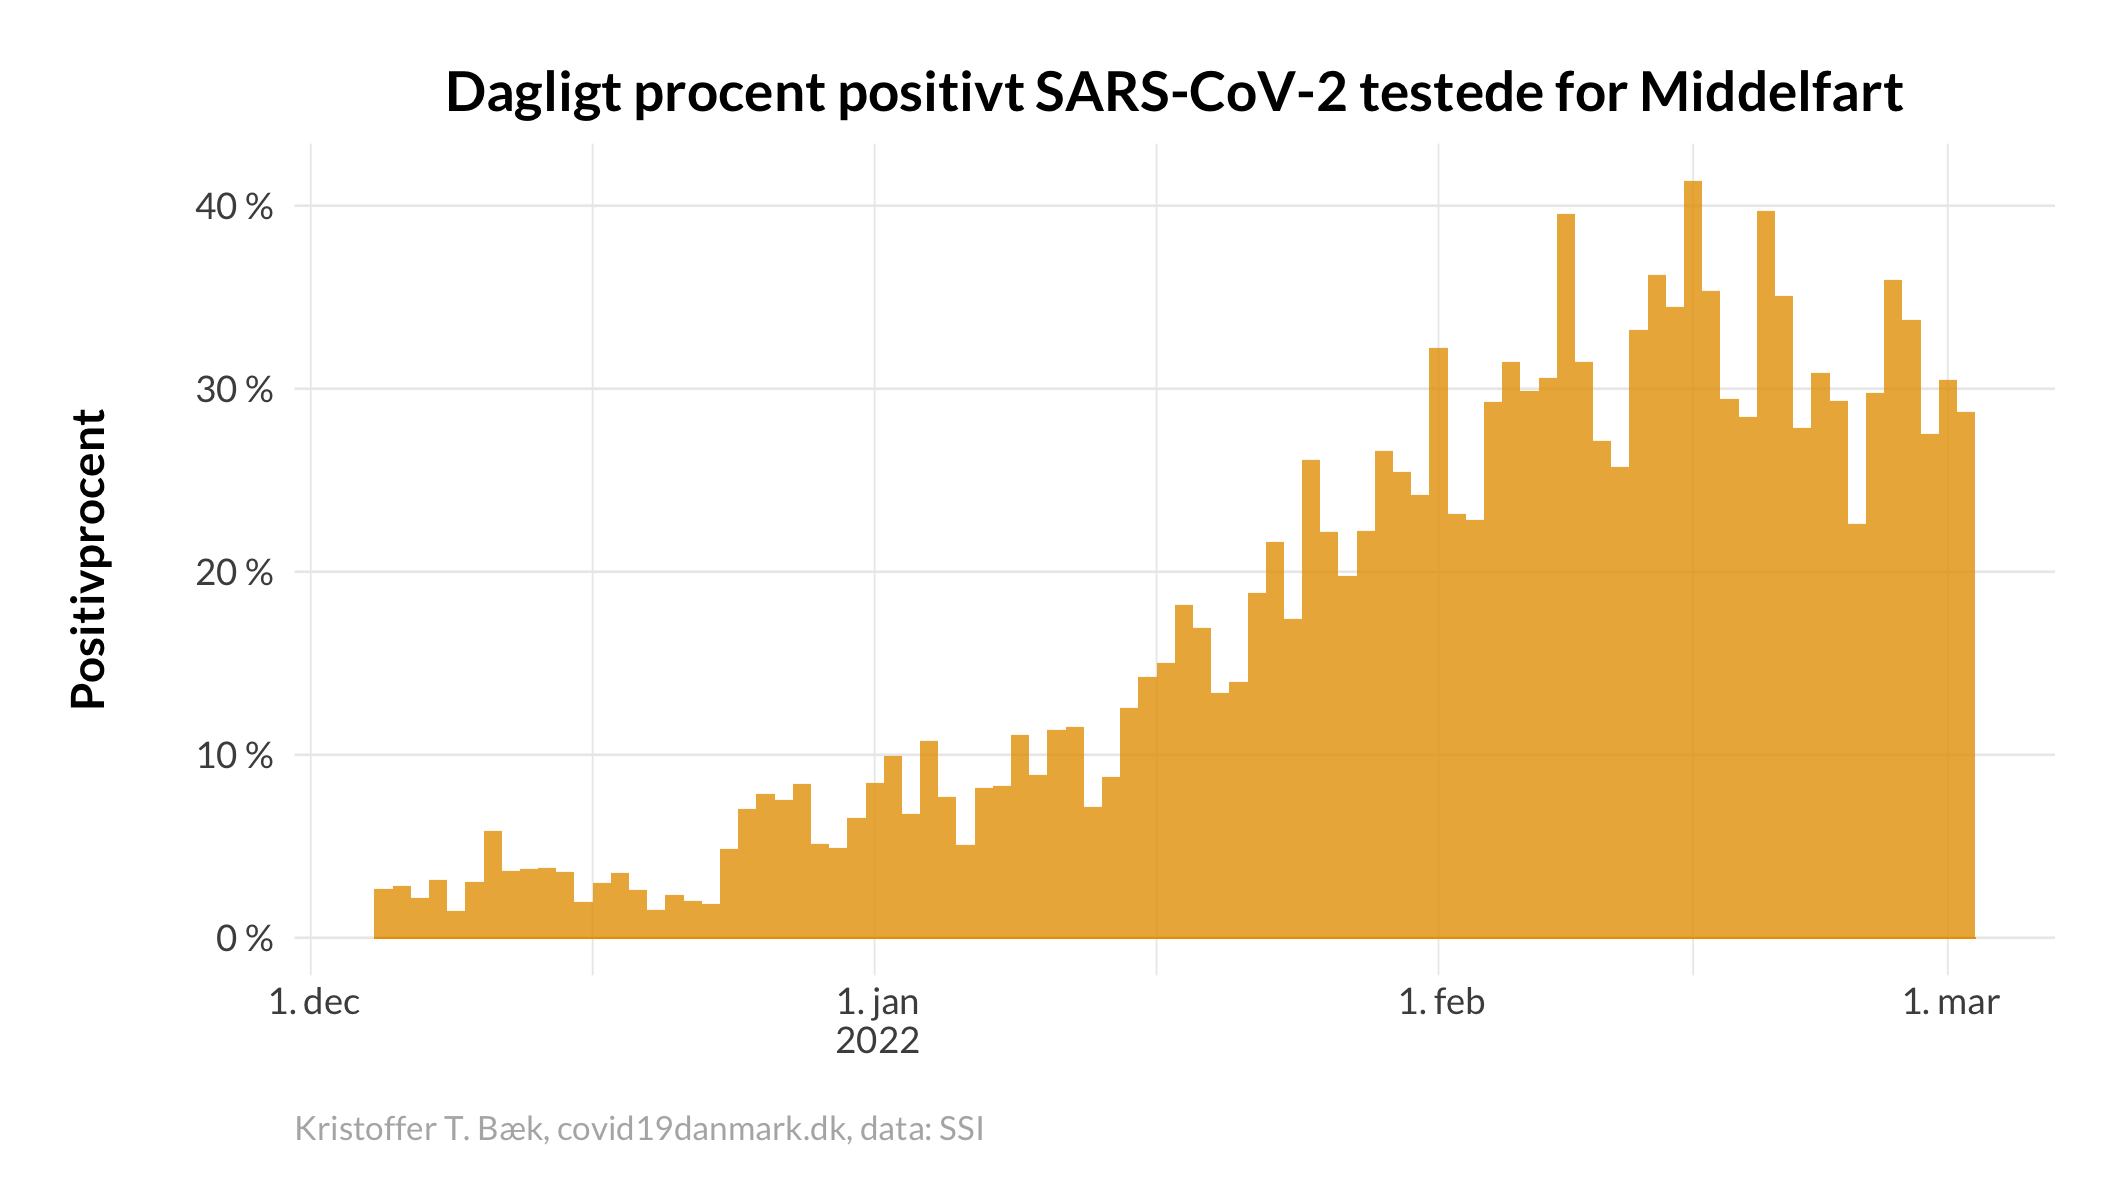 Dagligt procent positivt SARS-CoV-2 testede for Middelfart
Positivprocent
40 %
30 %
20 %
10 %
0 %
1. dec
1. jan
2022
1. feb
1. mar
Kristoffer T. Bæk, covid19danmark.dk, data: SSI